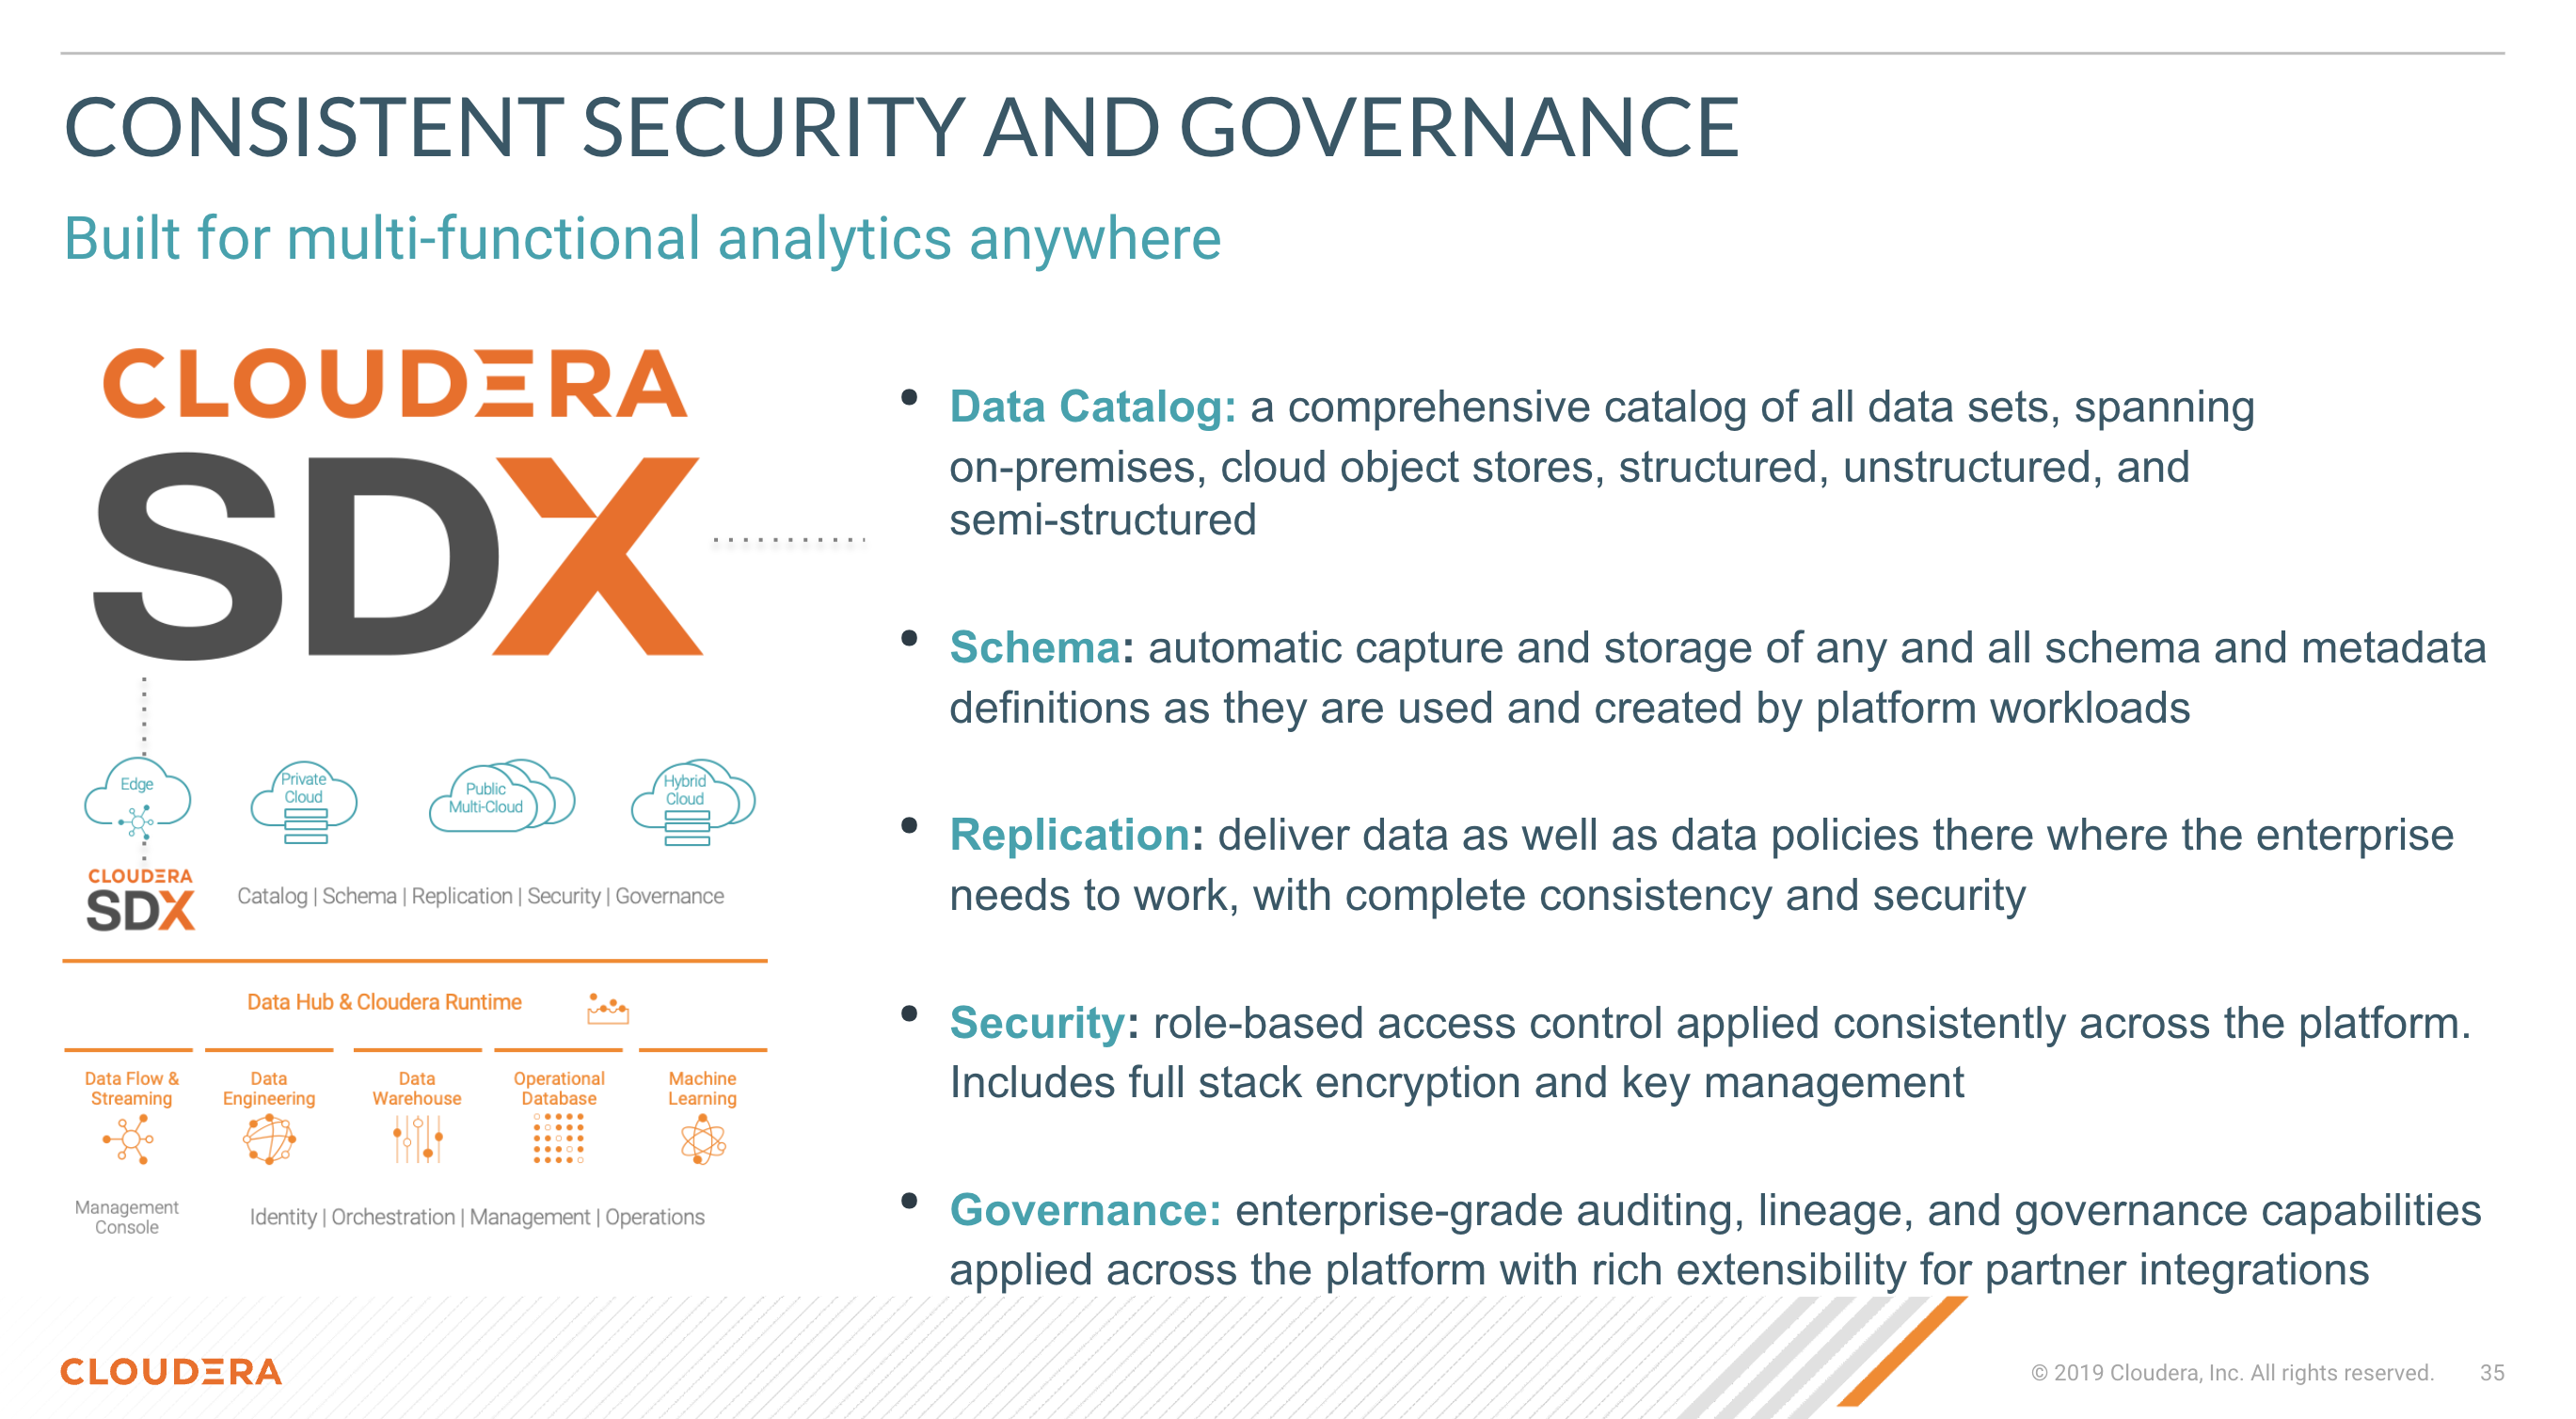 CONSISTENT SECURITY AND GOVERNANCE
Built for multi-functional analytics anywhere
CLOUDERA
SDX
Edge
Private
Cloud
Public
Multi-Cloud
Hybrid
Cloud
CLOUDERA
SDX
Catalog | Schema | Replication | Security | Governance
Data Hub & Cloudera Runtime
Data Flow &
Streaming
Data
Engineering
Data
Warehouse
Operational
Database
Machine
Learning
Management
Console
Identity | Orchestration | Management | Operations
• Data Catalog: a comprehensive catalog of all data sets, spanning
on-premises, cloud object stores, structured, unstructured, and
semi-structured
• Schema: automatic capture and storage of any and all schema and metadata
definitions as they are used and created by platform workloads
• Replication: deliver data as well as data policies there where the enterprise
needs to work, with complete consistency and security
• Security: role-based access control applied consistently across the platform.
Includes full stack encryption and key management
• Governance: enterprise-grade auditing, lineage, and governance capabilities
applied across the platform with rich extensibility for partner integrations
CLOUDERA
© 2019 Cloudera, Inc. All rights reserved. 35